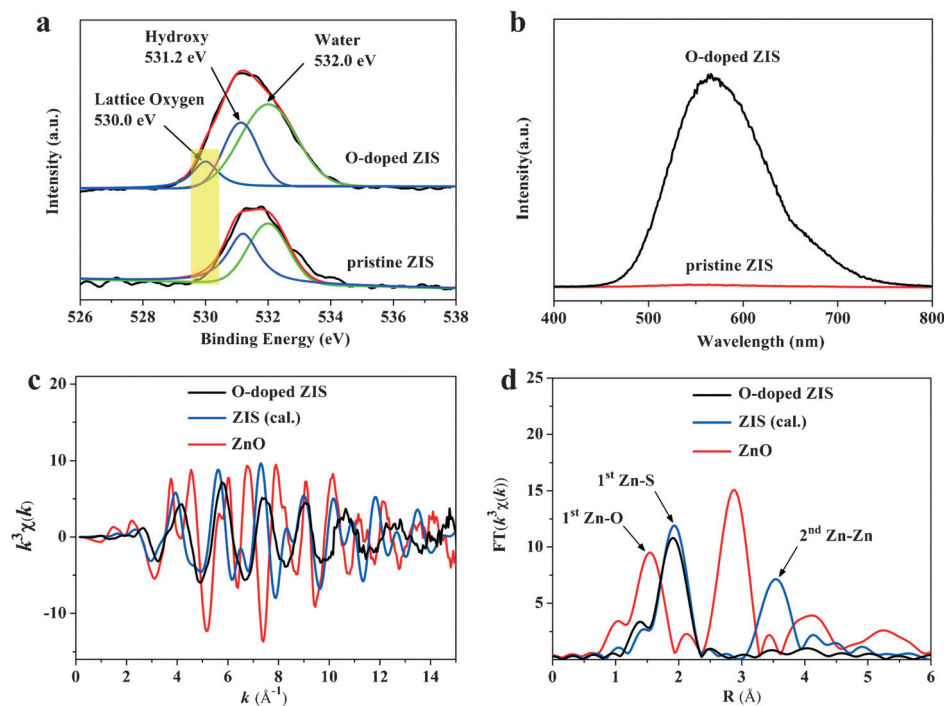 a
Hydroxy
531.2 eV
Water
532.0 eV
Lattice Oxygen
530.0 eV
O-doped ZIS
pristine ZIS
Intensity (a.u.)
526 528 530 532 534 536 538
Binding Energy (eV)
b
O-doped ZIS
pristine ZIS
Intensity(a.u.)
400 500 600 700 800
Wavelength (nm)
c
O-doped ZIS
ZIS (cal.)
ZnO
k³χ(k)
20
10
0
-10
0 2 4 6 8 10 12 14
k (Å⁻¹)
d
O-doped ZIS
ZIS (cal.)
ZnO
1st Zn-S
1st Zn-O
2nd Zn-Zn
FT(k³χ(k))
25
20
15
10
5
0 1 2 3 4 5 6
R (Å)